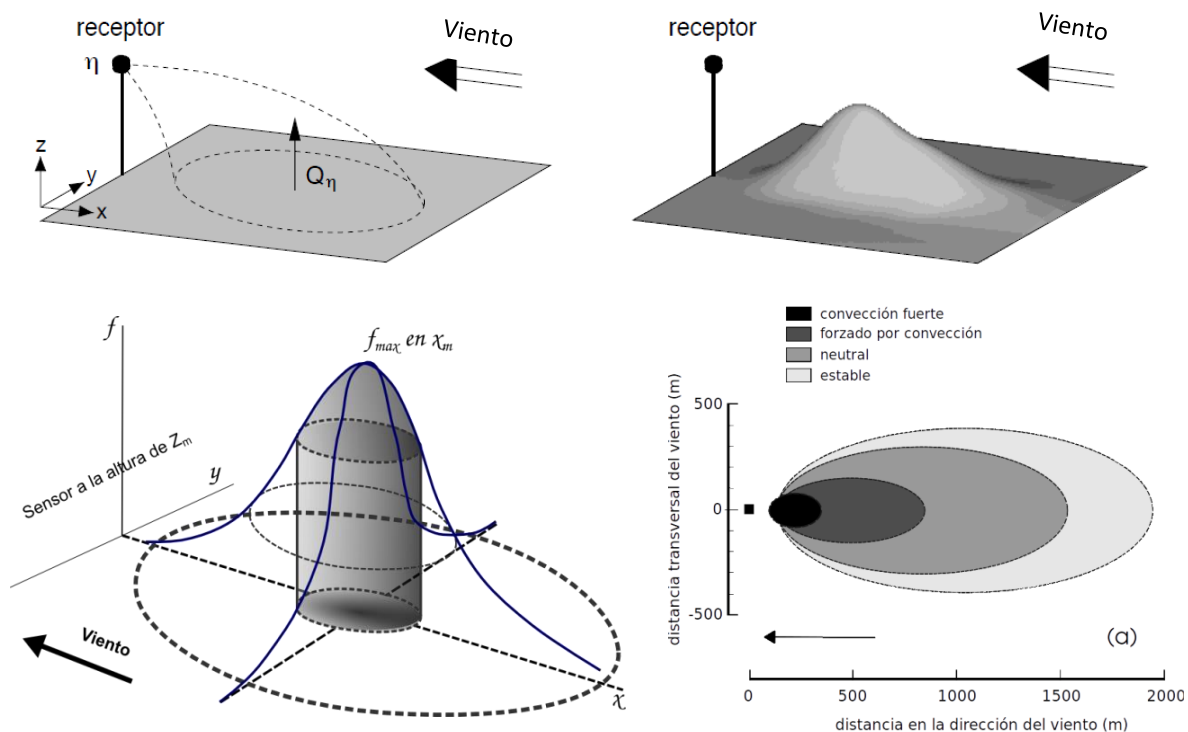 receptor
η
Viento
z
y
x
Qη
receptor
Viento
f
fmax en xm
Sensor a la altura de Zm
y
Viento
x
convección fuerte
forzado por convección
neutral
estable
distancia transversal del viento (m)
500
0
-500
(a)
0 500 1000 1500 2000
distancia en la dirección del viento (m)